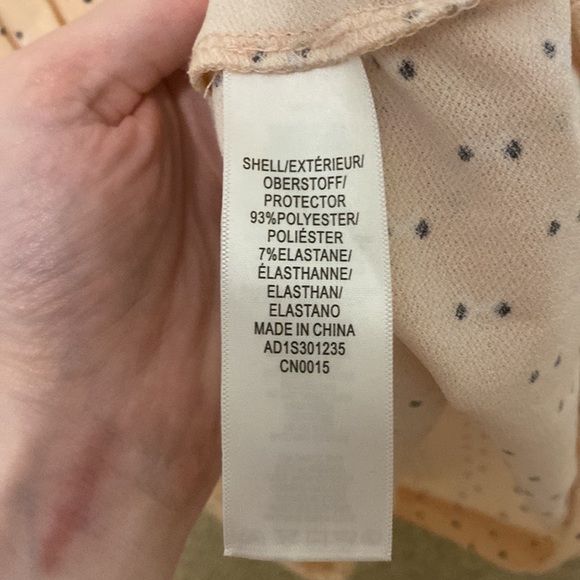 SHELL/EXTÉRIEUR/
OBERSTOFF/
PROTECTOR
93%POLYESTER/
POLIÉSTER
7%ELASTANE/
ÉLASTHANNE/
ELASTHAN/
ELASTANO
MADE IN CHINA
AD1S301235
CN0015